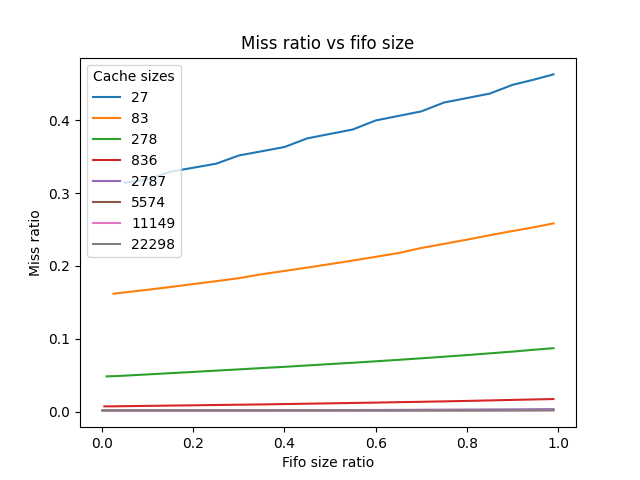 Miss ratio vs fifo size
Cache sizes
27
83
278
836
2787
5574
11149
22298
Miss ratio
0.4
0.3
0.2
0.1
0.0
0.0 0.2 0.4 0.6 0.8 1.0
Fifo size ratio